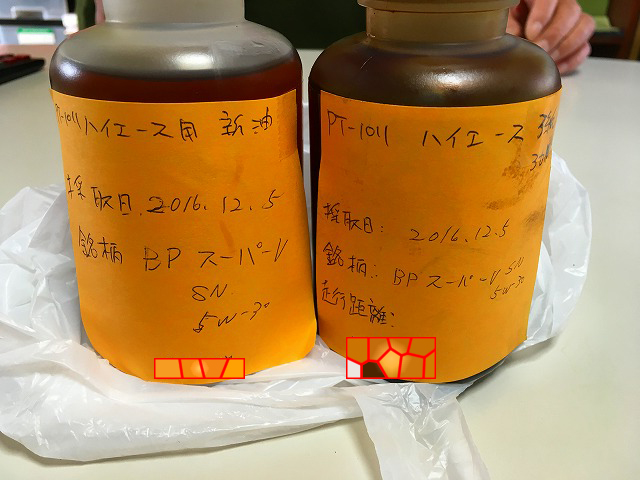 PT-1011 ハイエース用 新油
採取日 2016.12.5
銘柄 BP スーパーV
SN
5W-30
PT-1011 ハイエース
採取日: 2016.12.5
銘柄: BP スーパーV SN
5W-30
走行距離: